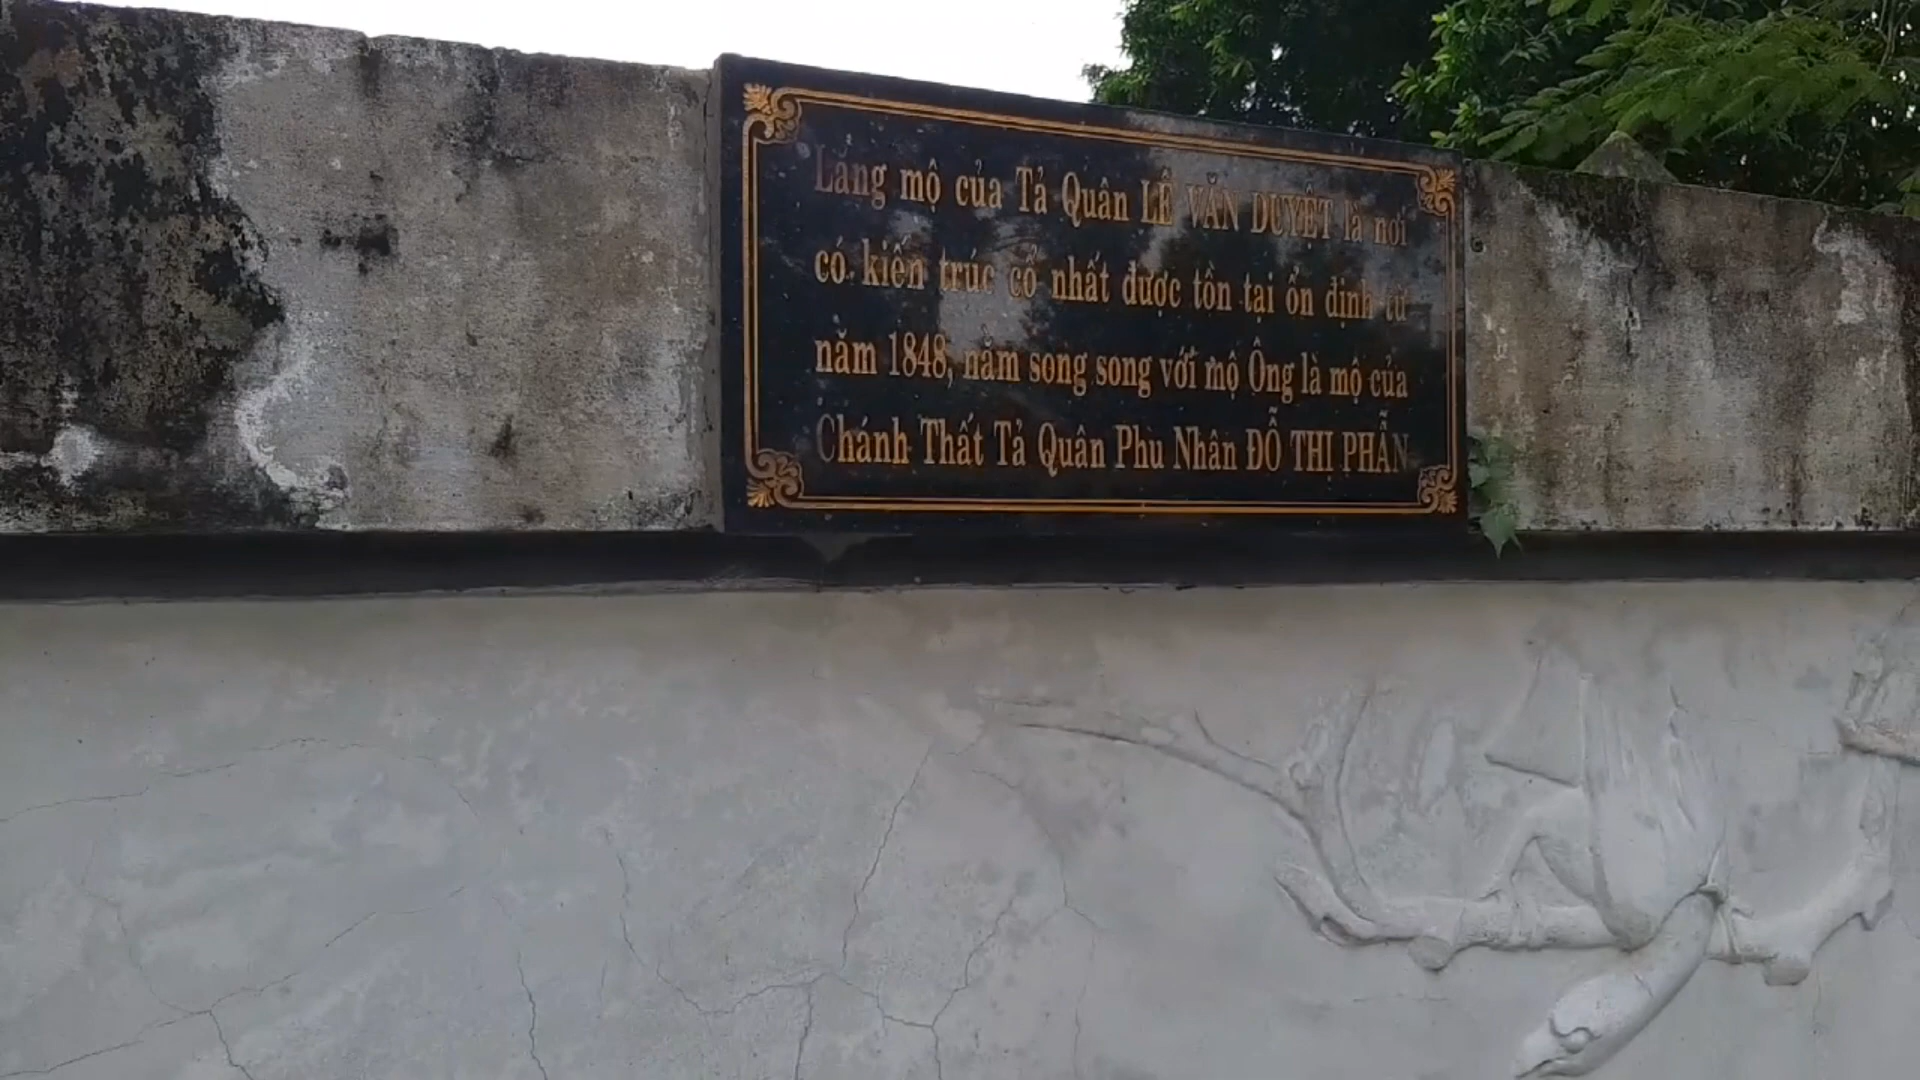 Lăng mộ của Tả Quân LÊ VĂN DUYỆT là nơi
có kiến trúc cổ nhất được tồn tại ổn định từ
năm 1848, nằm song song với mộ Ông là mộ của
Chánh Thất Tả Quân Phu Nhân ĐỖ THỊ PHẪN